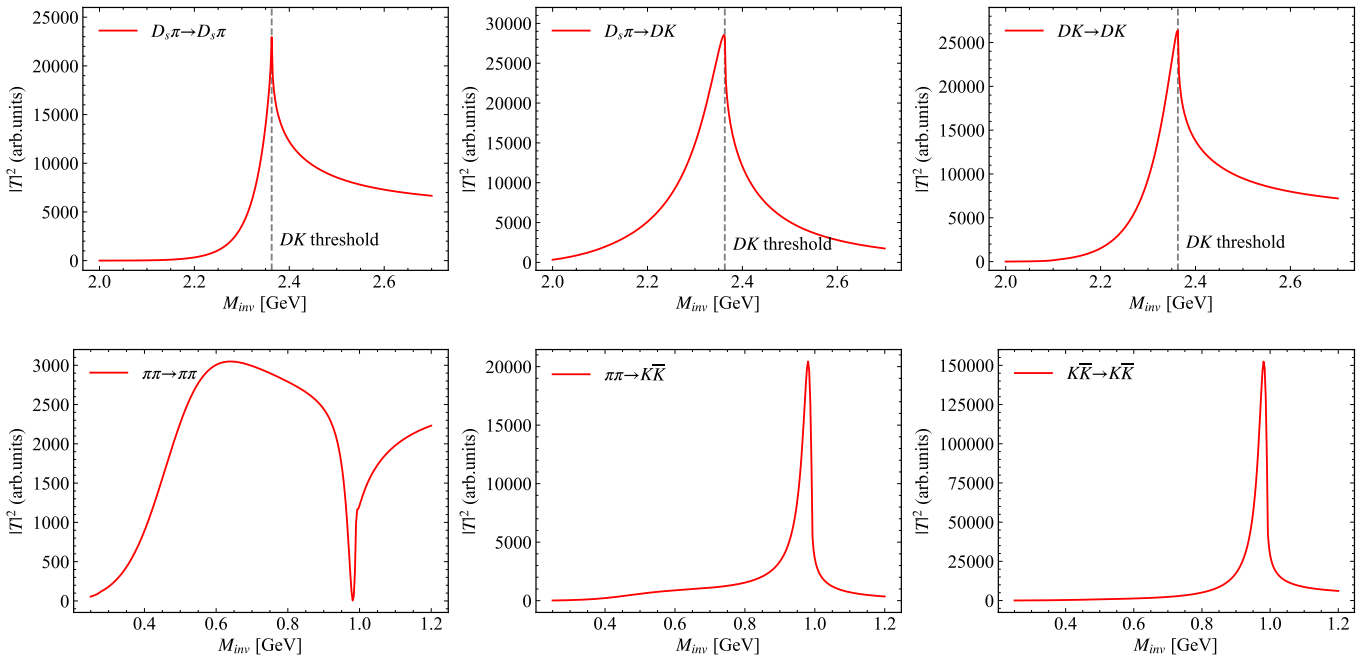 25000
20000
15000
10000
5000
0
|T|² (arb.units)
D_sπ→D_sπ
DK threshold
2.0 2.2 2.4 2.6
M_inv [GeV]
30000
25000
20000
15000
10000
5000
0
|T|² (arb.units)
D_sπ→DK
DK threshold
2.0 2.2 2.4 2.6
M_inv [GeV]
25000
20000
15000
10000
5000
0
|T|² (arb.units)
DK→DK
DK threshold
2.0 2.2 2.4 2.6
M_inv [GeV]
3000
2500
2000
1500
1000
500
0
|T|² (arb.units)
ππ→ππ
0.4 0.6 0.8 1.0 1.2
M_inv [GeV]
20000
15000
10000
5000
0
|T|² (arb.units)
ππ→KK̅
0.4 0.6 0.8 1.0 1.2
M_inv [GeV]
150000
125000
100000
75000
50000
25000
0
|T|² (arb.units)
KK̅→KK̅
0.4 0.6 0.8 1.0 1.2
M_inv [GeV]